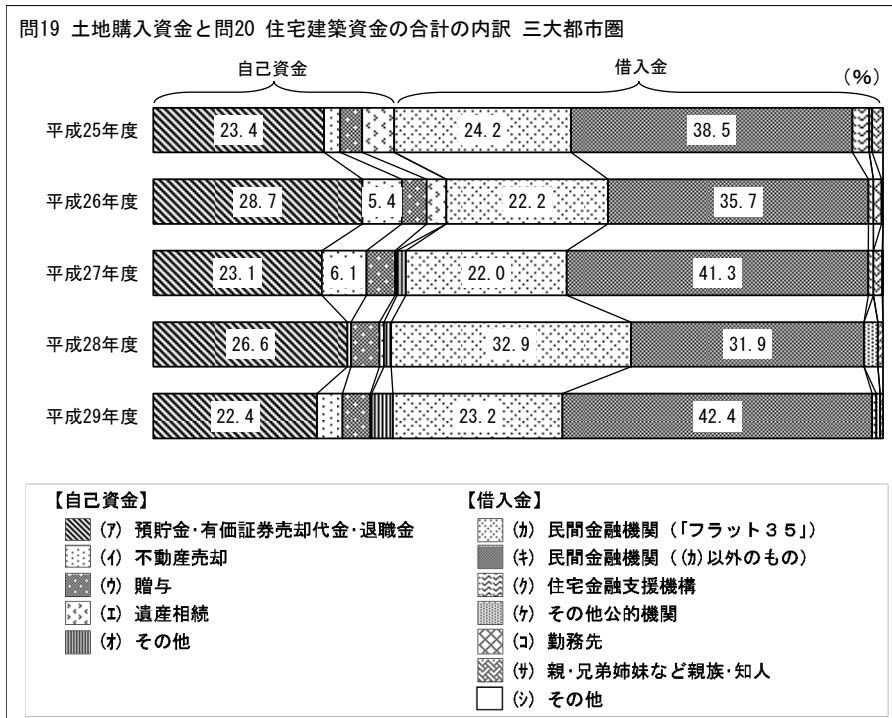 問19 土地購入資金と問20 住宅建築資金の合計の内訳 三大都市圏
自己資金 借入金 (%)
平成25年度 23.4 24.2 38.5
平成26年度 28.7 5.4 22.2 35.7
平成27年度 23.1 6.1 22.0 41.3
平成28年度 26.6 32.9 31.9
平成29年度 22.4 23.2 42.4
【自己資金】
(ｱ) 預貯金･有価証券売却代金･退職金
(ｲ) 不動産売却
(ｳ) 贈与
(ｴ) 遺産相続
(ｵ) その他
【借入金】
(ｶ) 民間金融機関（「フラット３５」）
(ｷ) 民間金融機関（(ｶ)以外のもの）
(ｸ) 住宅金融支援機構
(ｹ) その他公的機関
(ｺ) 勤務先
(ｻ) 親･兄弟姉妹など親族･知人
(ｼ) その他